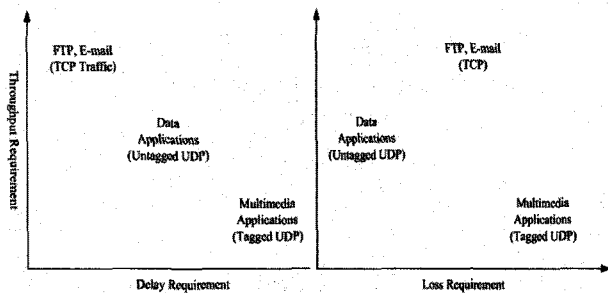 Throughput Requirement
FTP, E-mail
(TCP Traffic)
Data
Applications
(Untagged UDP)
Multimedia
Applications
(Tagged UDP)
Delay Requirement
FTP, E-mail
(TCP)
Data
Applications
(Untagged UDP)
Multimedia
Applications
(Tagged UDP)
Loss Requirement